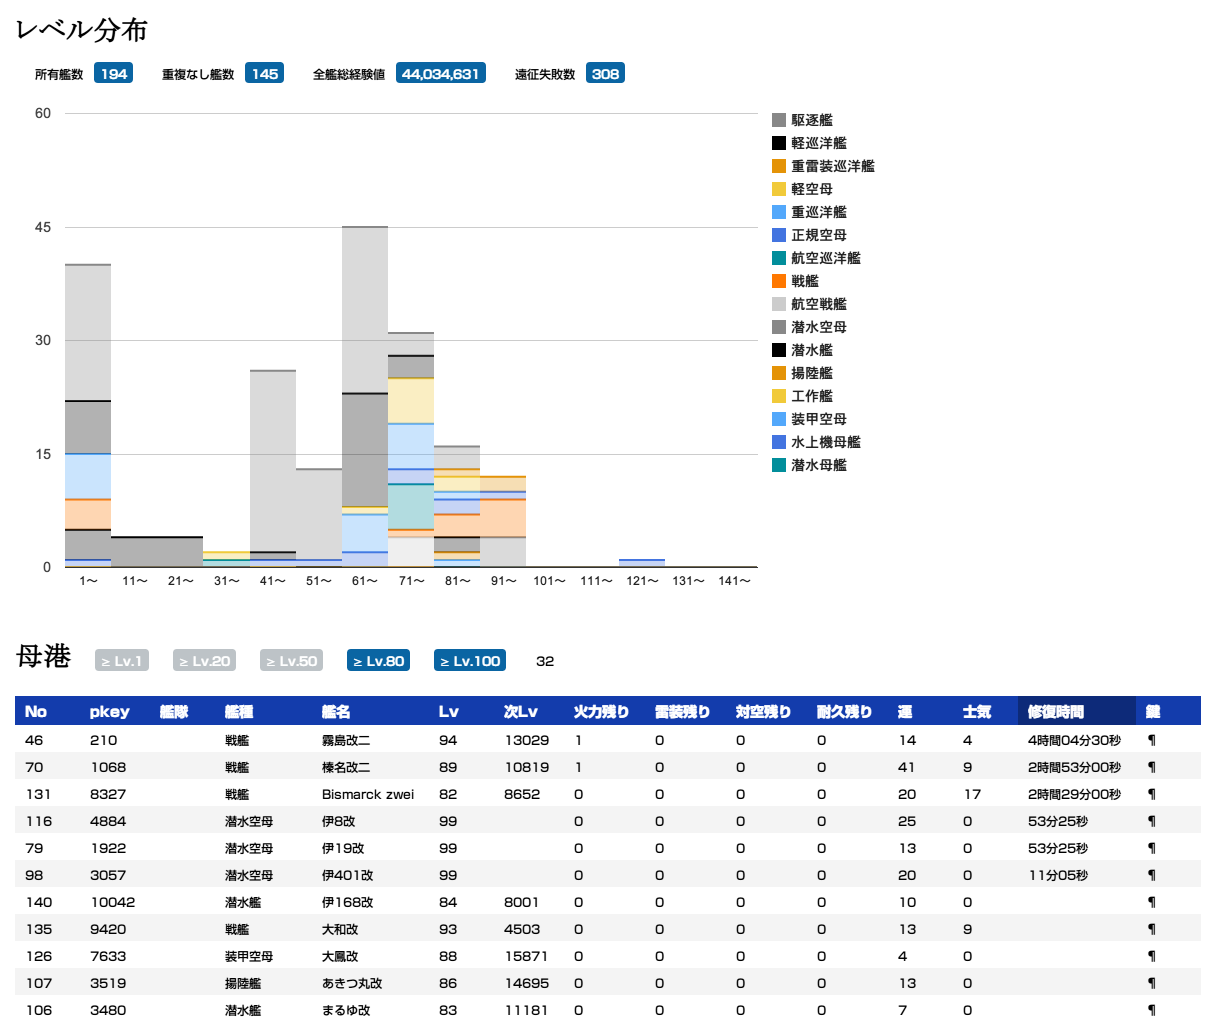 レベル分布
所有艦数 194 重複なし艦数 145 全艦総経験値 44,034,631 遠征失敗数 308
60
45
30
15
0
1～ 11～ 21～ 31～ 41～ 51～ 61～ 71～ 81～ 91～ 101～ 111～ 121～ 131～ 141～
駆逐艦
軽巡洋艦
重雷装巡洋艦
軽空母
重巡洋艦
正規空母
航空巡洋艦
戦艦
航空戦艦
潜水空母
潜水艦
揚陸艦
工作艦
装甲空母
水上機母艦
潜水母艦
母港 ≥ Lv.1 ≥ Lv.20 ≥ Lv.50 ≥ Lv.80 ≥ Lv.100 32
No pkey 艦隊 艦種 艦名 Lv 次Lv 火力残り 雷装残り 対空残り 耐久残り 運 士気 修復時間 鍵
46 210 戦艦 霧島改二 94 13029 1 0 0 0 14 4 4時間04分30秒 ¶
70 1068 戦艦 榛名改二 89 10819 1 0 0 0 41 9 2時間53分00秒 ¶
131 8327 戦艦 Bismarck zwei 82 8652 0 0 0 0 20 17 2時間29分00秒 ¶
116 4884 潜水空母 伊8改 99 0 0 0 0 25 0 53分25秒 ¶
79 1922 潜水空母 伊19改 99 0 0 0 0 13 0 53分25秒 ¶
98 3057 潜水空母 伊401改 99 0 0 0 0 20 0 11分05秒 ¶
140 10042 潜水艦 伊168改 84 8001 0 0 0 0 10 0 ¶
135 9420 戦艦 大和改 93 4503 0 0 0 0 13 9 ¶
126 7633 装甲空母 大鳳改 88 15871 0 0 0 0 4 0 ¶
107 3519 揚陸艦 あきつ丸改 86 14695 0 0 0 0 13 0 ¶
106 3480 潜水艦 まるゆ改 83 11181 0 0 0 0 7 0 ¶